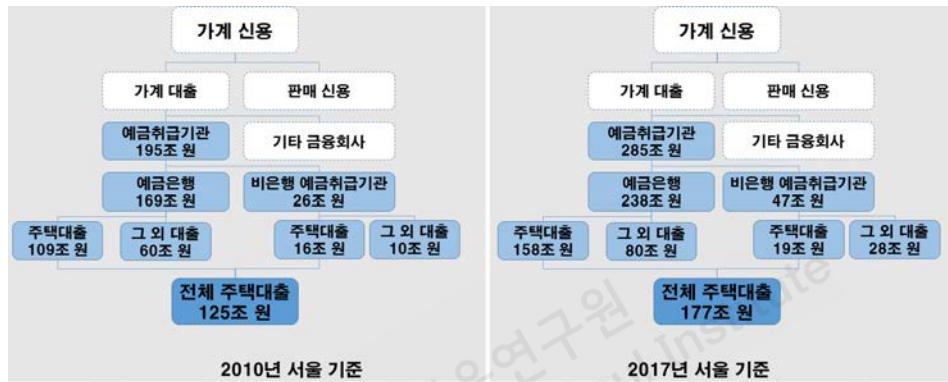 가계 신용
가계 대출
판매 신용
예금취급기관
195조 원
기타 금융회사
예금은행
169조 원
비은행 예금취급기관
26조 원
주택대출
109조 원
그 외 대출
60조 원
주택대출
16조 원
그 외 대출
10조 원
전체 주택대출
125조 원
2010년 서울 기준
가계 신용
가계 대출
판매 신용
예금취급기관
285조 원
기타 금융회사
예금은행
238조 원
비은행 예금취급기관
47조 원
주택대출
158조 원
그 외 대출
80조 원
주택대출
19조 원
그 외 대출
28조 원
전체 주택대출
177조 원
2017년 서울 기준